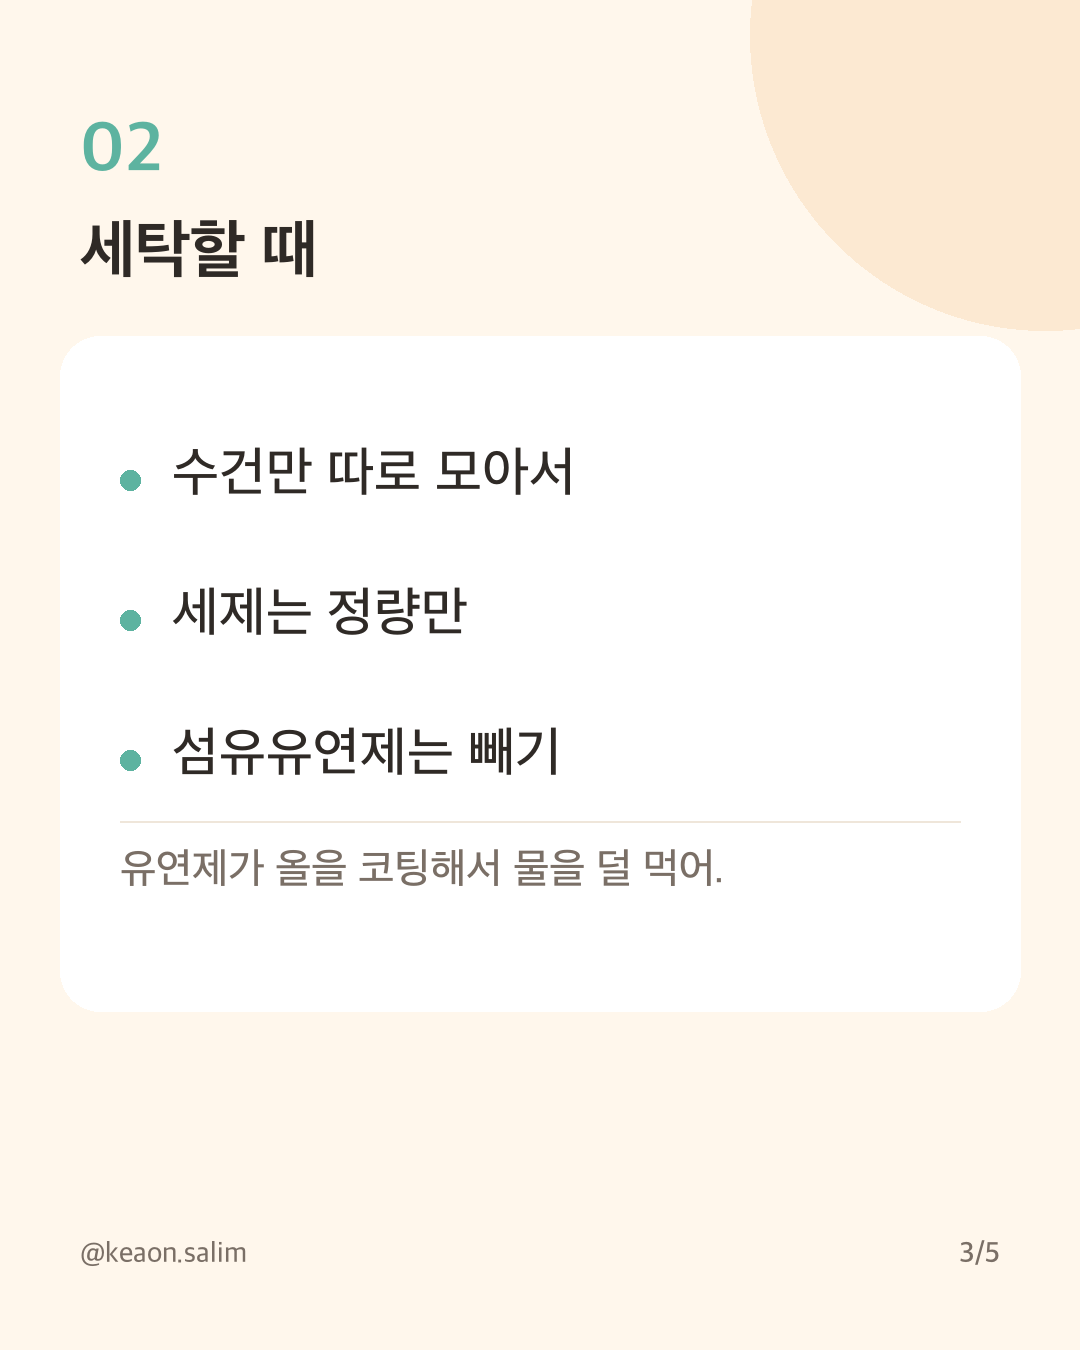 02
세탁할 때
수건만 따로 모아서
세제는 정량만
섬유유연제는 빼기
유연제가 올을 코팅해서 물을 덜 먹어.
@keaon.salim
3/5